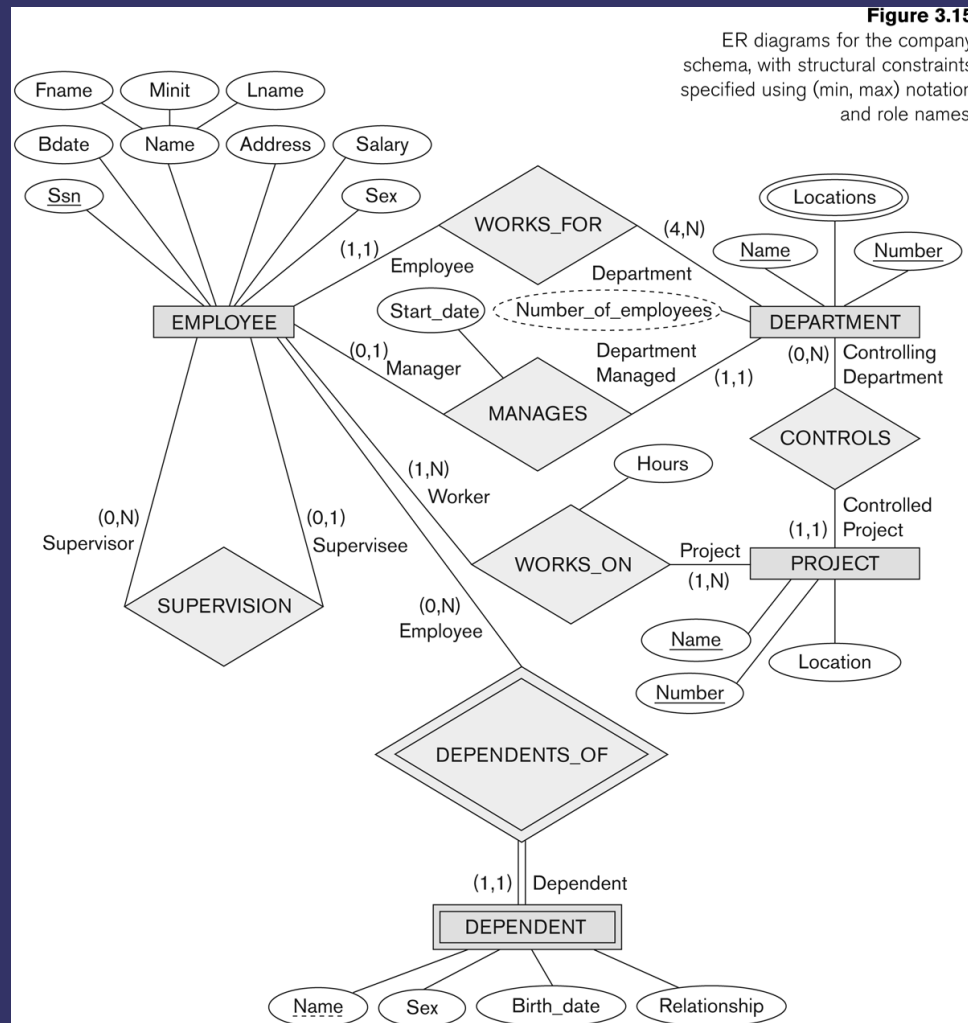 Figure 3.15
ER diagrams for the company
schema, with structural constraints
specified using (min, max) notation
and role names.
Fname
Minit
Lname
Bdate
Name
Address
Salary
Ssn
Sex
WORKS_FOR
Locations
(4,N)
Name
Number
(1,1)
Employee
Department
Start_date
Number_of_employees
EMPLOYEE
DEPARTMENT
(0,1)
Manager
Department
Managed
(1,1)
(0,N)
Controlling
Department
MANAGES
CONTROLS
Hours
(1,N)
Worker
(0,N)
Supervisor
(0,1)
Supervisee
Controlled
Project
(1,1)
WORKS_ON
Project
(1,N)
PROJECT
SUPERVISION
(0,N)
Employee
Name
Location
Number
DEPENDENTS_OF
(1,1)
Dependent
DEPENDENT
Name
Sex
Birth_date
Relationship